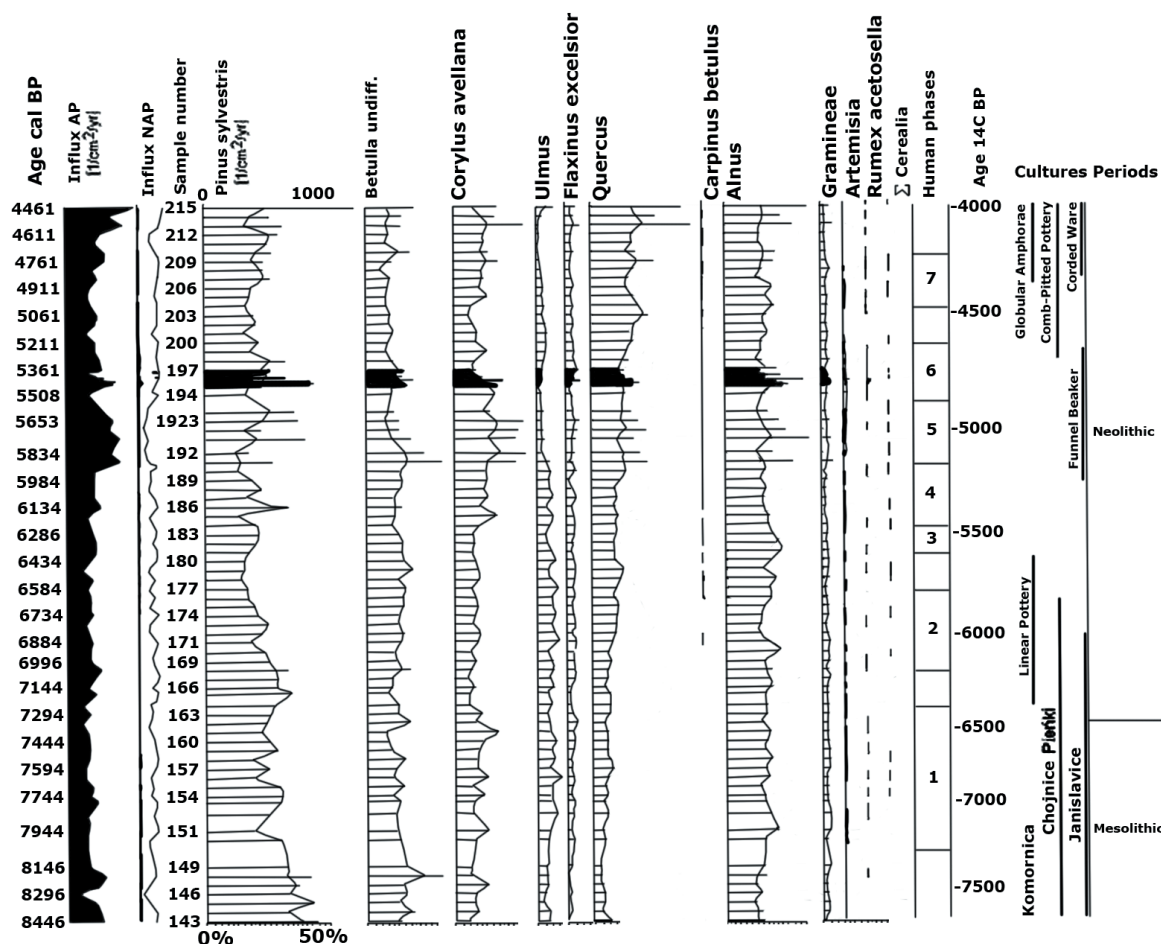 Age cal BP
Influx AP
[1/cm²/yr]
Influx NAP
Sample number
Pinus sylvestris
[1/cm²/yr]
Betulla undiff.
Corylus avellana
Ulmus
Flaxinus excelsior
Quercus
Carpinus betulus
Alnus
Gramineae
Artemisia
Rumex acetosella
Σ Cerealia
Human phases
Age 14C BP
Cultures Periods
0 1000
4461 215
4611 212
4761 209
4911 206
5061 203
5211 200
5361 197
5508 194
5653 1923
5834 192
5984 189
6134 186
6286 183
6434 180
6584 177
6734 174
6884 171
6996 169
7144 166
7294 163
7444 160
7594 157
7744 154
7944 151
8146 149
8296 146
8446 143
0% 50%
7
6
5
4
3
2
1
-4000
-4500
-5000
-5500
-6000
-6500
-7000
-7500
Globular Amphorae
Comb-Pitted Pottery
Corded Ware
Funnel Beaker
Linear Pottery
Komornica
Chojnice Pieńki
Janislavice
Neolithic
Mesolithic